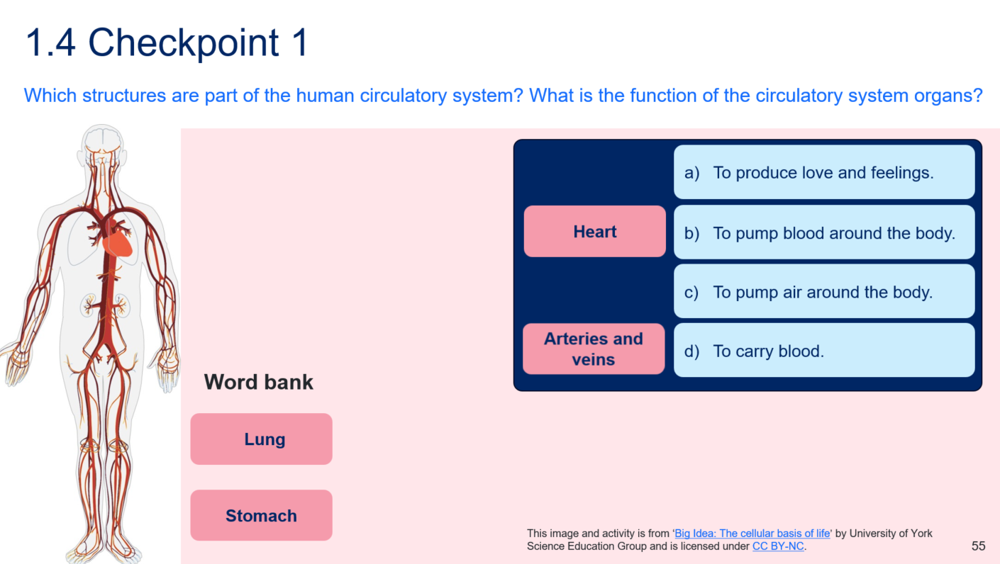 1.4 Checkpoint 1
Which structures are part of the human circulatory system? What is the function of the circulatory system organs?
a) To produce love and feelings.
Heart
b) To pump blood around the body.
c) To pump air around the body.
Arteries and
veins
d) To carry blood.
Word bank
Lung
Stomach
This image and activity is from ‘Big Idea: The cellular basis of life’ by University of York
Science Education Group and is licensed under CC BY-NC.
55